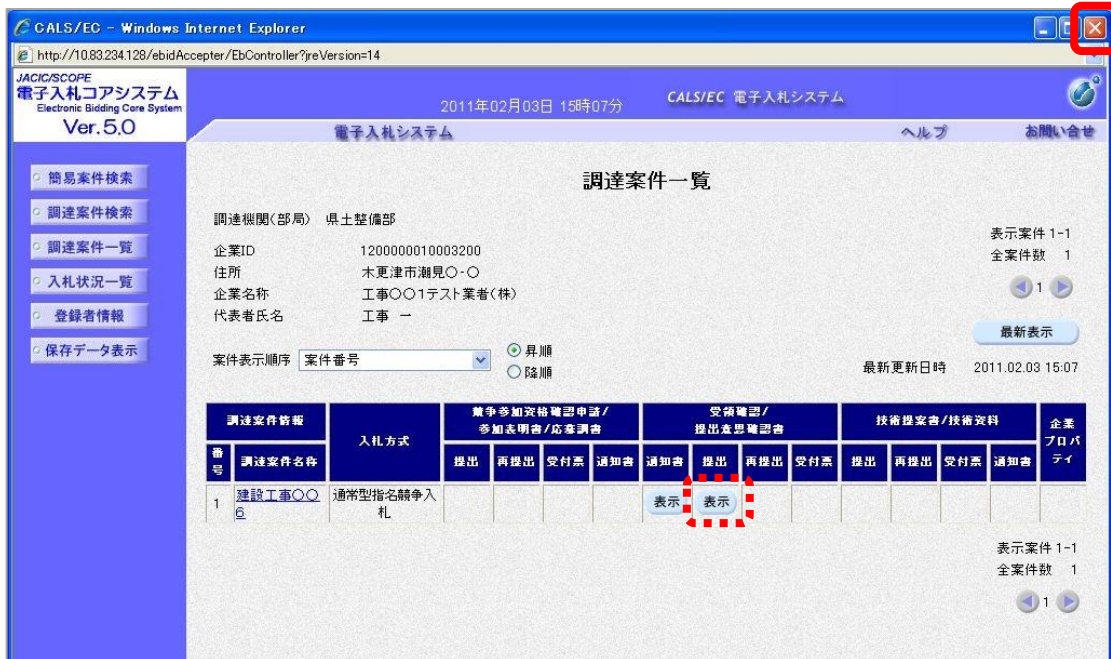 CALS/EC - Windows Internet Explorer
http://10.83.234.128/ebidAccepter/EbController?jreVersion=14
JACIC/SCOPE
電子入札コアシステム
Electronic Bidding Core System
Ver.5.0
2011年02月03日 15時07分
CALS/EC 電子入札システム
電子入札システム
ヘルプ
お問い合せ
簡易案件検索
調達案件検索
調達案件一覧
入札状況一覧
登録者情報
保存データ表示
調達案件一覧
調達機関(部局) 県土整備部
企業ID 1200000010003200
住所 木更津市潮見○-○
企業名称 工事○○1テスト業者(株)
代表者氏名 工事 一
表示案件 1-1
全案件数 1
1
最新表示
案件表示順序 案件番号
昇順
降順
最新更新日時 2011.02.03 15:07
調達案件情報
入札方式
競争参加資格確認申請/
参加表明書/応募調書
受領確認/
提出意思確認書
技術提案書/技術資料
企業
プロパ
ティ
番
号
調達案件名称
提出 再提出 受付票 通知書 通知書 提出 再提出 受付票 提出 再提出 受付票 通知書
1 建設工事○○
6
通常型指名競争入
札
表示 表示
表示案件 1-1
全案件数 1
1